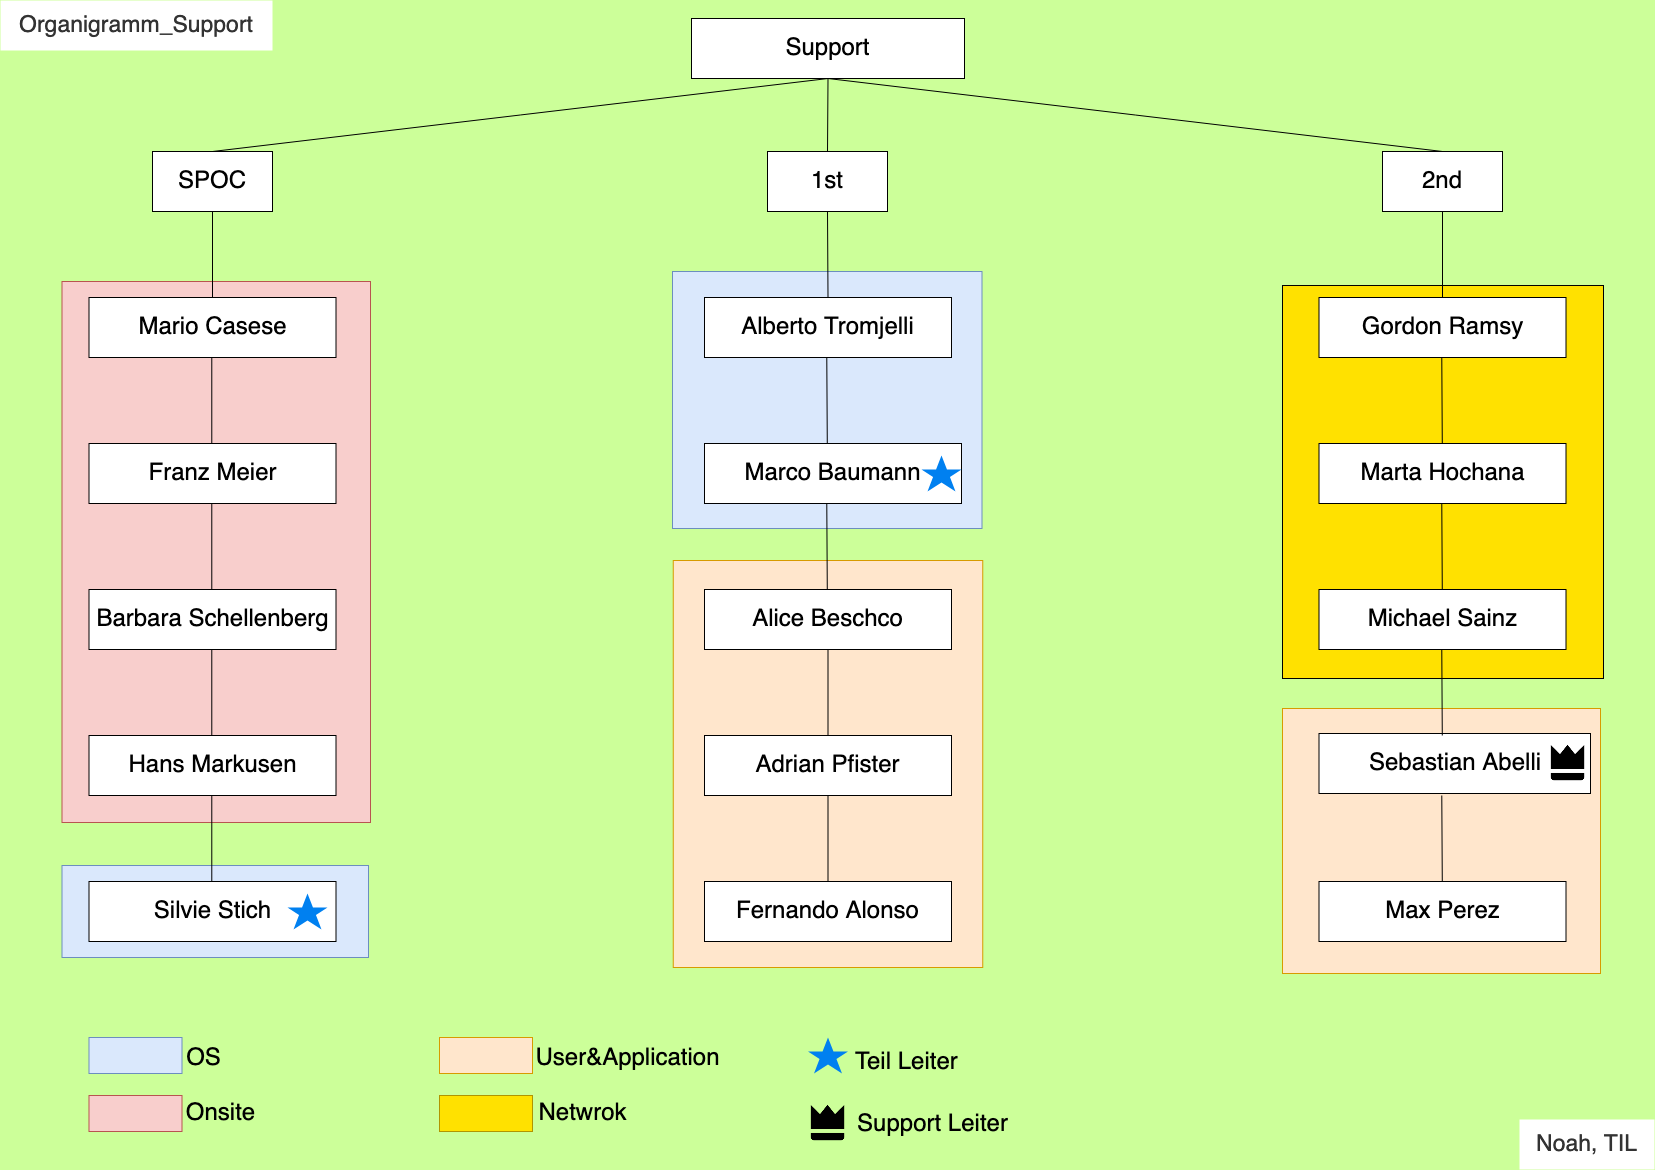 Organigramm_Support
Support
SPOC
1st
2nd
Mario Casese
Alberto Tromjelli
Gordon Ramsy
Franz Meier
Marco Baumann
Marta Hochana
Barbara Schellenberg
Alice Beschco
Michael Sainz
Hans Markusen
Adrian Pfister
Sebastian Abelli
Silvie Stich
Fernando Alonso
Max Perez
OS
User&Application
Teil Leiter
Onsite
Netwrok
Support Leiter
Noah, TIL